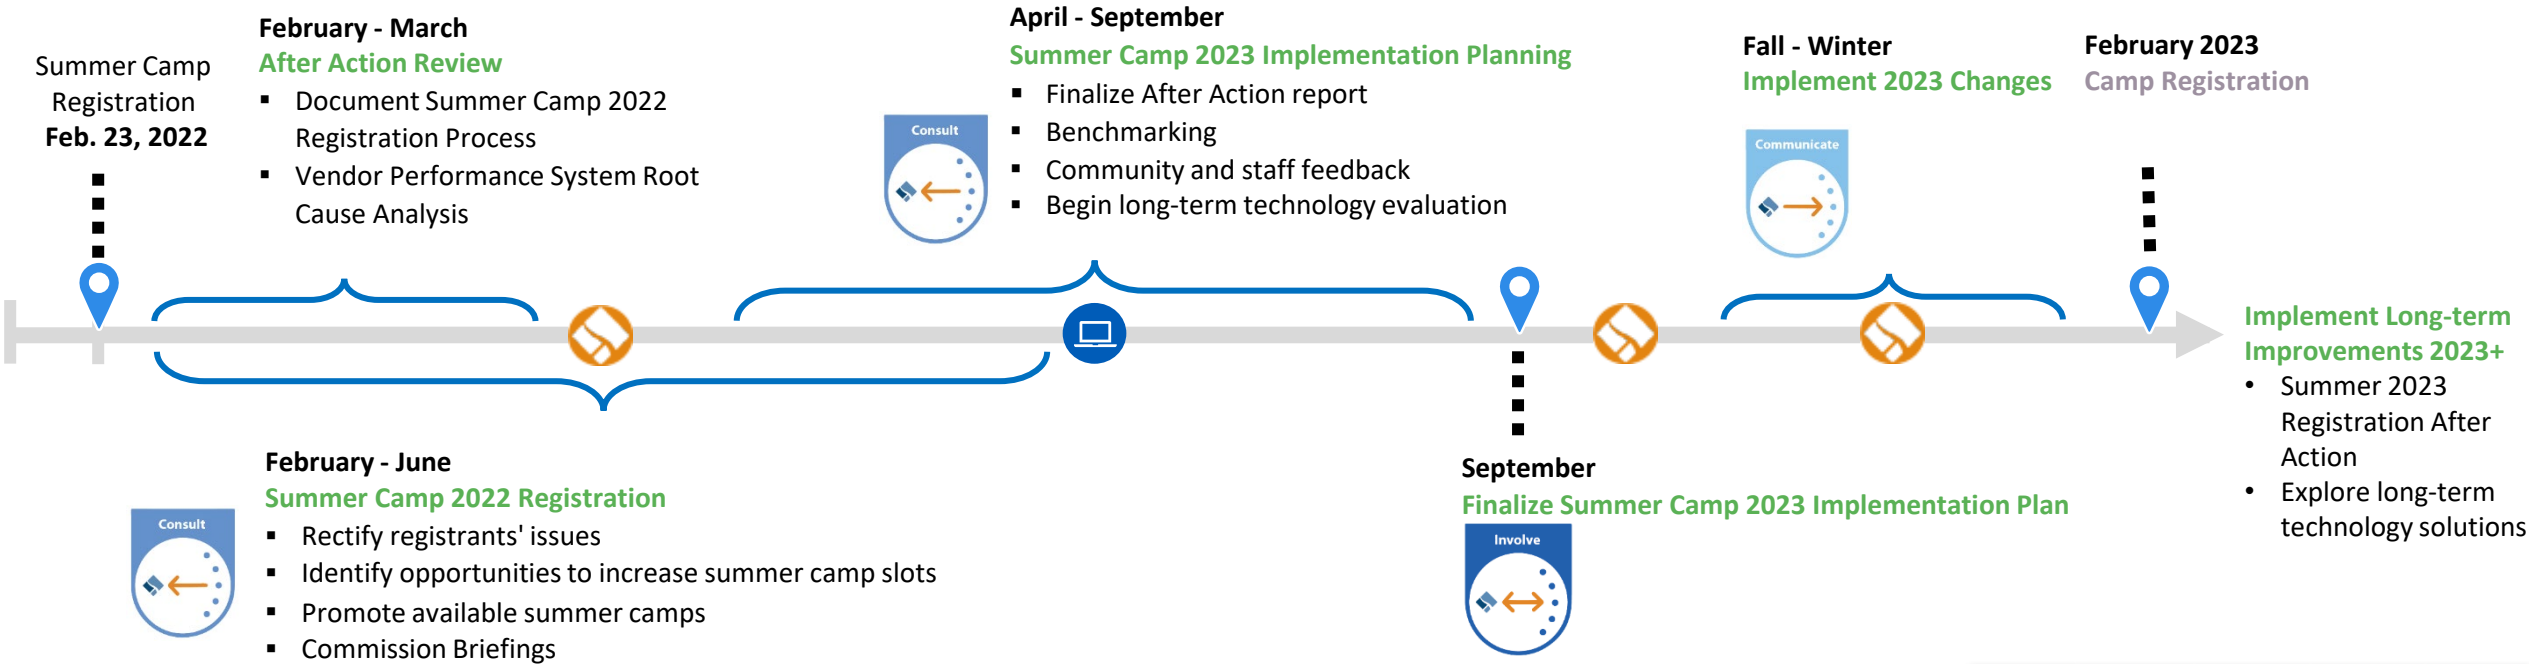 Summer Camp
Registration
Feb. 23, 2022
February - March
After Action Review
▪ Document Summer Camp 2022
Registration Process
▪ Vendor Performance System Root
Cause Analysis
Consult
April - September
Summer Camp 2023 Implementation Planning
▪ Finalize After Action report
▪ Benchmarking
▪ Community and staff feedback
▪ Begin long-term technology evaluation
Fall - Winter
Implement 2023 Changes
Communicate
February 2023
Camp Registration
Implement Long-term
Improvements 2023+
• Summer 2023
Registration After
Action
• Explore long-term
technology solutions
February - June
Summer Camp 2022 Registration
Consult
▪ Rectify registrants' issues
▪ Identify opportunities to increase summer camp slots
▪ Promote available summer camps
▪ Commission Briefings
September
Finalize Summer Camp 2023 Implementation Plan
Involve